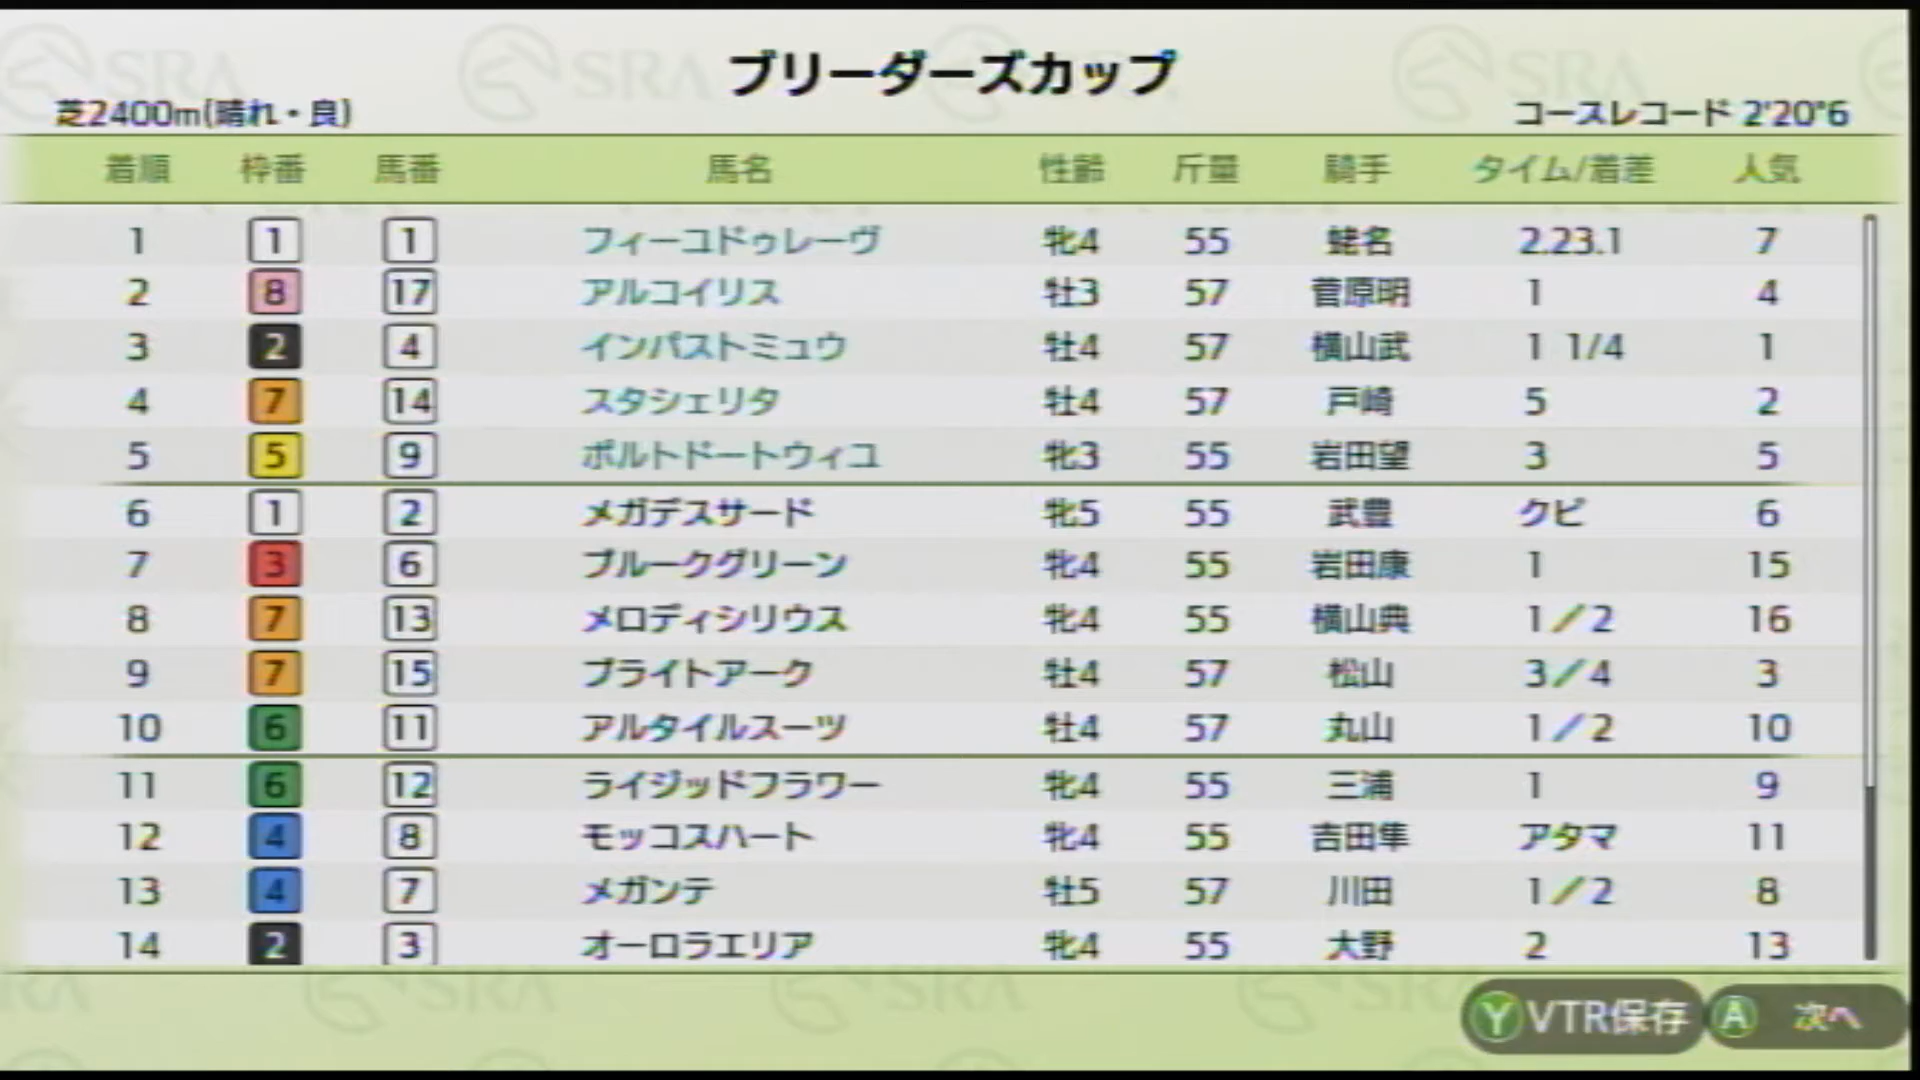 ブリーダーズカップ
芝2400m(晴れ・良)
コースレコード 2'20"6
着順 枠番 馬番 馬名 性齢 斤量 騎手 タイム/着差 人気
1 1 1 フィーユドゥレーヴ 牝4 55 蛯名 2.23.1 7
2 8 17 アルコイリス 牡3 57 菅原明 1 4
3 2 4 インパストミュウ 牡4 57 横山武 1 1/4 1
4 7 14 スタシェリタ 牡4 57 戸崎 5 2
5 5 9 ポルトドートウィユ 牝3 55 岩田望 3 5
6 1 2 メガデスサード 牝5 55 武豊 クビ 6
7 3 6 ブルークグリーン 牝4 55 岩田康 1 15
8 7 13 メロディシリウス 牝4 55 横山典 1/2 16
9 7 15 ブライトアーク 牡4 57 松山 3/4 3
10 6 11 アルタイルスーツ 牡4 57 丸山 1/2 10
11 6 12 ライジッドフラワー 牝4 55 三浦 1 9
12 4 8 モッコスハート 牝4 55 吉田隼 アタマ 11
13 4 7 メガンテ 牡5 57 川田 1/2 8
14 2 3 オーロラエリア 牝4 55 大野 2 13
Y VTR保存 A 次へ
SRA